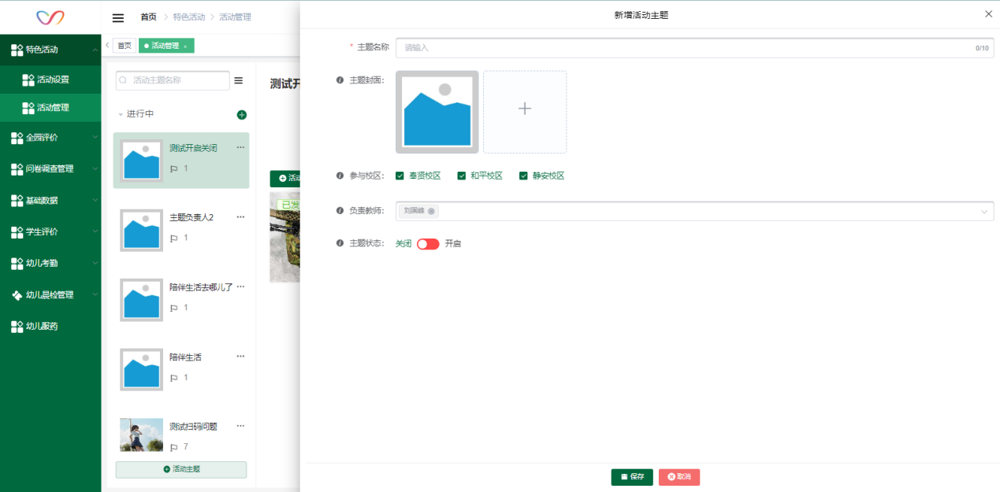 首页 > 特色活动 > 活动管理
特色活动
活动设置
活动管理
全园评价
问卷调查管理
基础数据
学生评价
幼儿考勤
幼儿晨检管理
幼儿服药
首页
活动管理 ×
活动主题名称
进行中
测试开启关闭
1
主题负责人2
1
陪伴生活去哪儿了
1
陪伴生活
1
测试扫码问题
7
活动主题
测试开
活动
已发
新增活动主题
* 主题名称
请输入
0/10
主题封面:
参与校区:
奉贤校区
和平校区
静安校区
负责教师:
刘国峰
主题状态:
关闭
开启
保存
取消